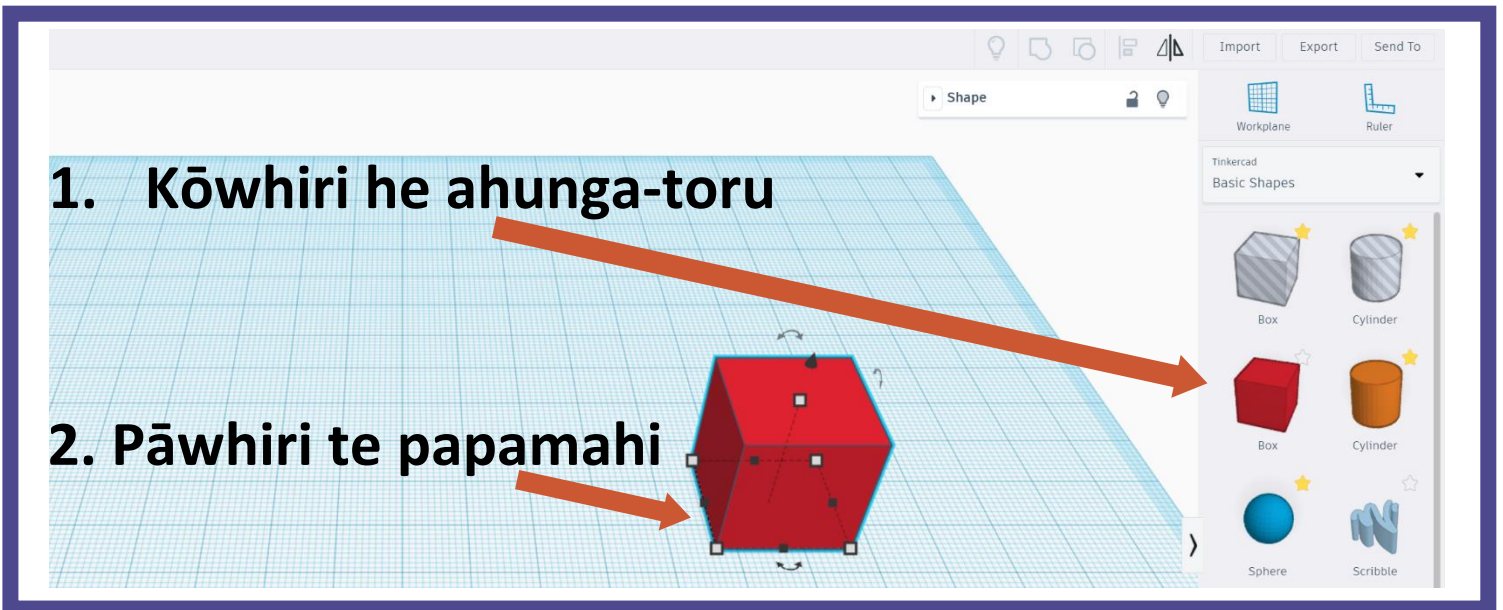 Import Export Send To
Shape
Workplane Ruler
Tinkercad
Basic Shapes
1. Kōwhiri he ahunga-toru
Box Cylinder
2. Pāwhiri te papamahi
Box Cylinder
Sphere Scribble